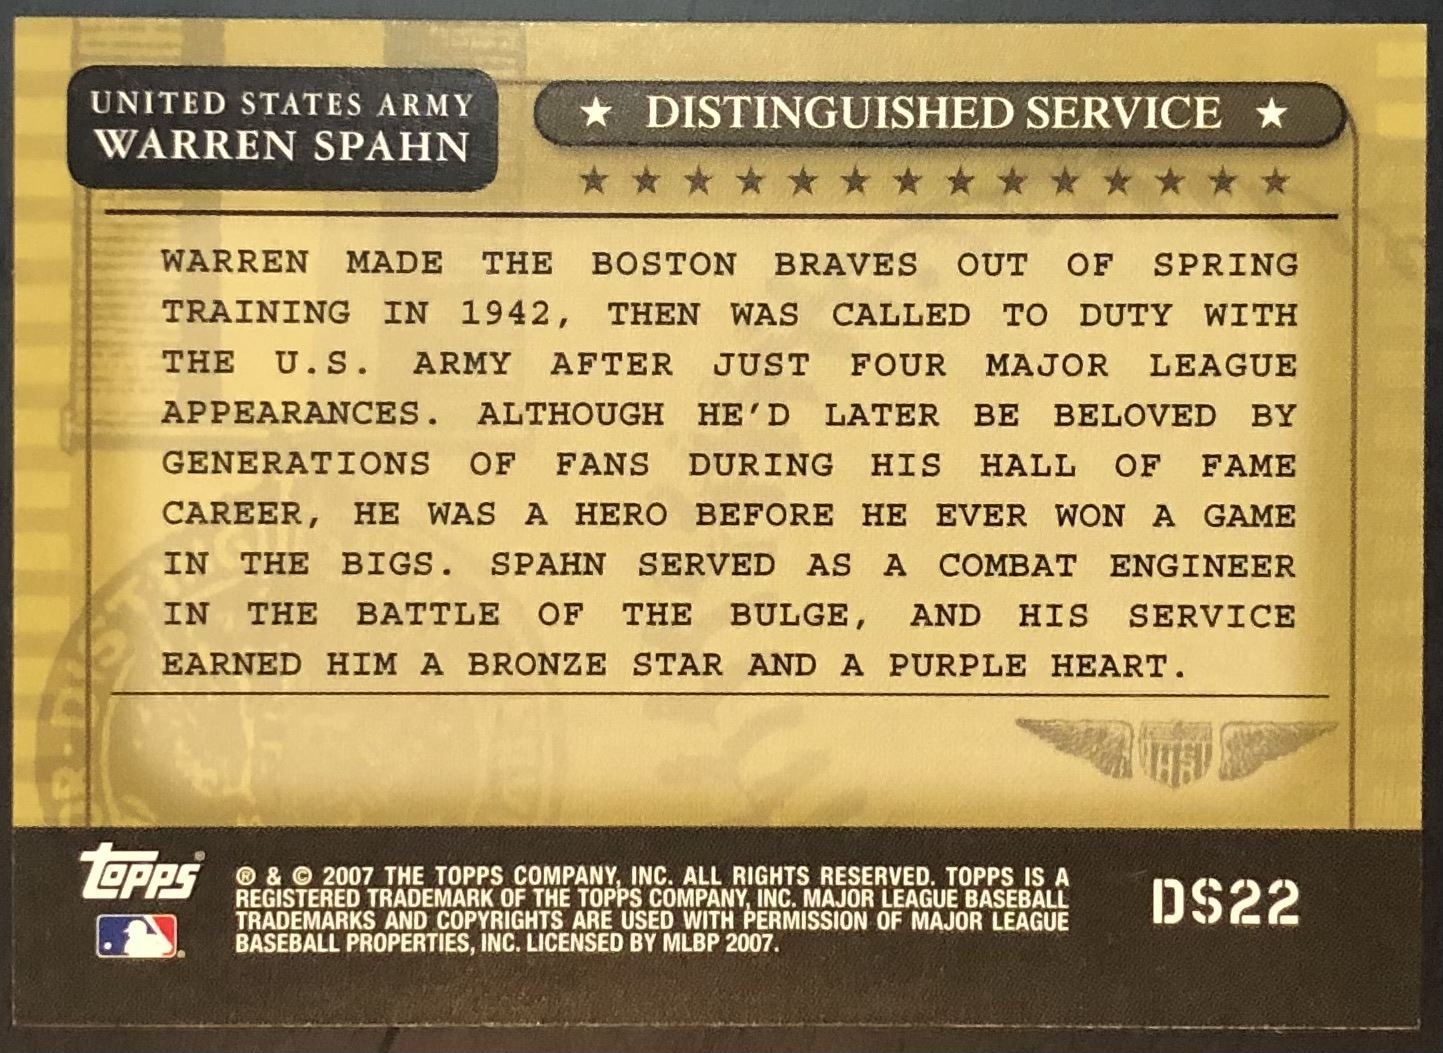 UNITED STATES ARMY
WARREN SPAHN
★ DISTINGUISHED SERVICE ★
WARREN MADE THE BOSTON BRAVES OUT OF SPRING
TRAINING IN 1942, THEN WAS CALLED TO DUTY WITH
THE U.S. ARMY AFTER JUST FOUR MAJOR LEAGUE
APPEARANCES. ALTHOUGH HE'D LATER BE BELOVED BY
GENERATIONS OF FANS DURING HIS HALL OF FAME
CAREER, HE WAS A HERO BEFORE HE EVER WON A GAME
IN THE BIGS. SPAHN SERVED AS A COMBAT ENGINEER
IN THE BATTLE OF THE BULGE, AND HIS SERVICE
EARNED HIM A BRONZE STAR AND A PURPLE HEART.
US
Topps®
® & © 2007 THE TOPPS COMPANY, INC. ALL RIGHTS RESERVED. TOPPS IS A
REGISTERED TRADEMARK OF THE TOPPS COMPANY, INC. MAJOR LEAGUE BASEBALL
TRADEMARKS AND COPYRIGHTS ARE USED WITH PERMISSION OF MAJOR LEAGUE
BASEBALL PROPERTIES, INC. LICENSED BY MLBP 2007.
DS22